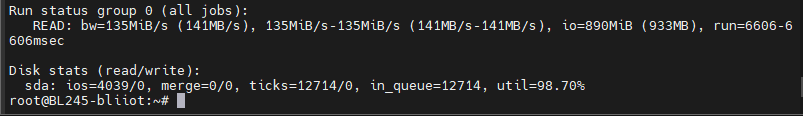 Run status group 0 (all jobs):
   READ: bw=135MiB/s (141MB/s), 135MiB/s-135MiB/s (141MB/s-141MB/s), io=890MiB (933MB), run=6606-6
606msec

Disk stats (read/write):
  sda: ios=4039/0, merge=0/0, ticks=12714/0, in_queue=12714, util=98.70%
root@BL245-bliiot:~#